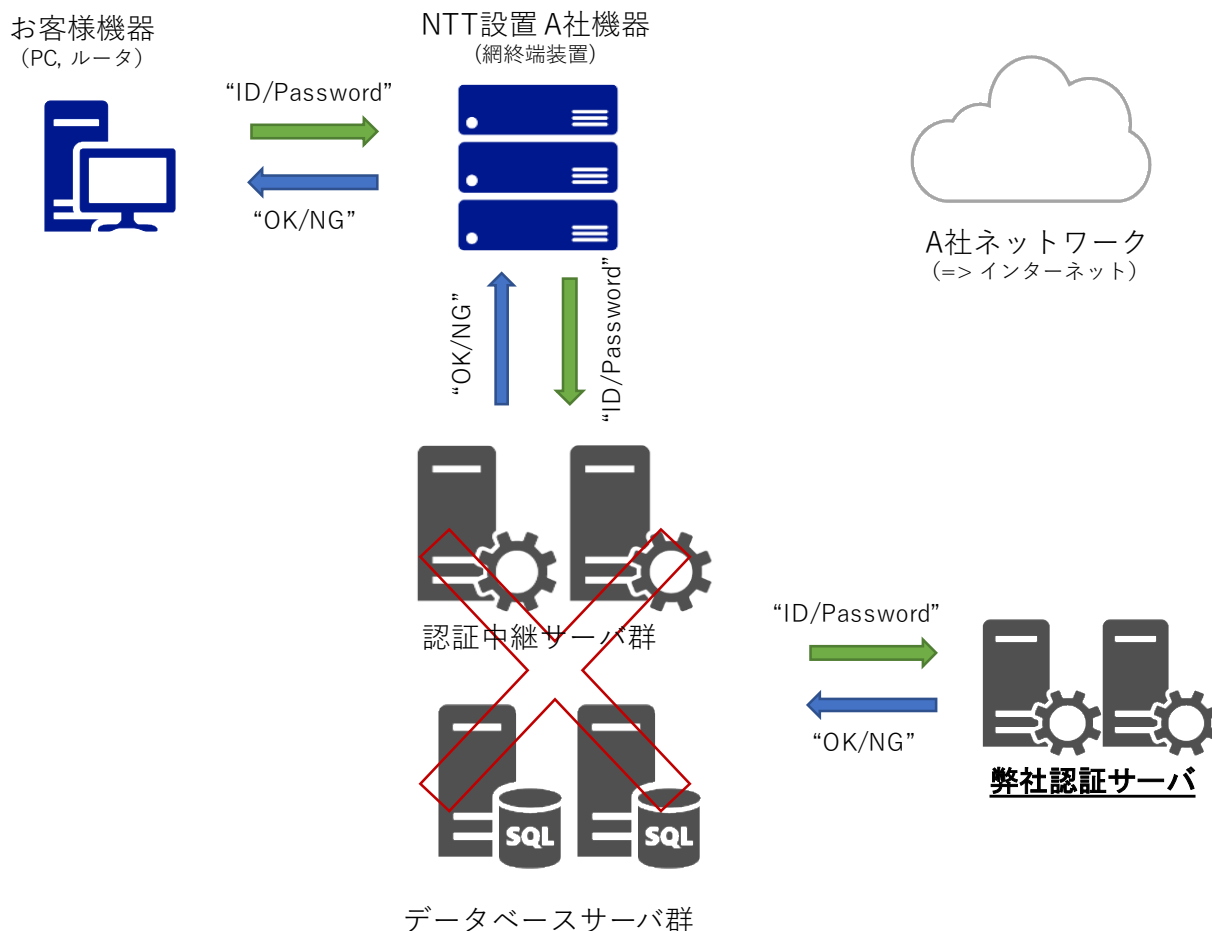 お客様機器
(PC, ルータ)
NTT設置 A社機器
(網終端装置)
“ID/Password”
“OK/NG”
A社ネットワーク
(=> インターネット)
“OK/NG”
“ID/Password”
認証中継サーバ群
“ID/Password”
“OK/NG”
弊社認証サーバ
SQL
SQL
データベースサーバ群